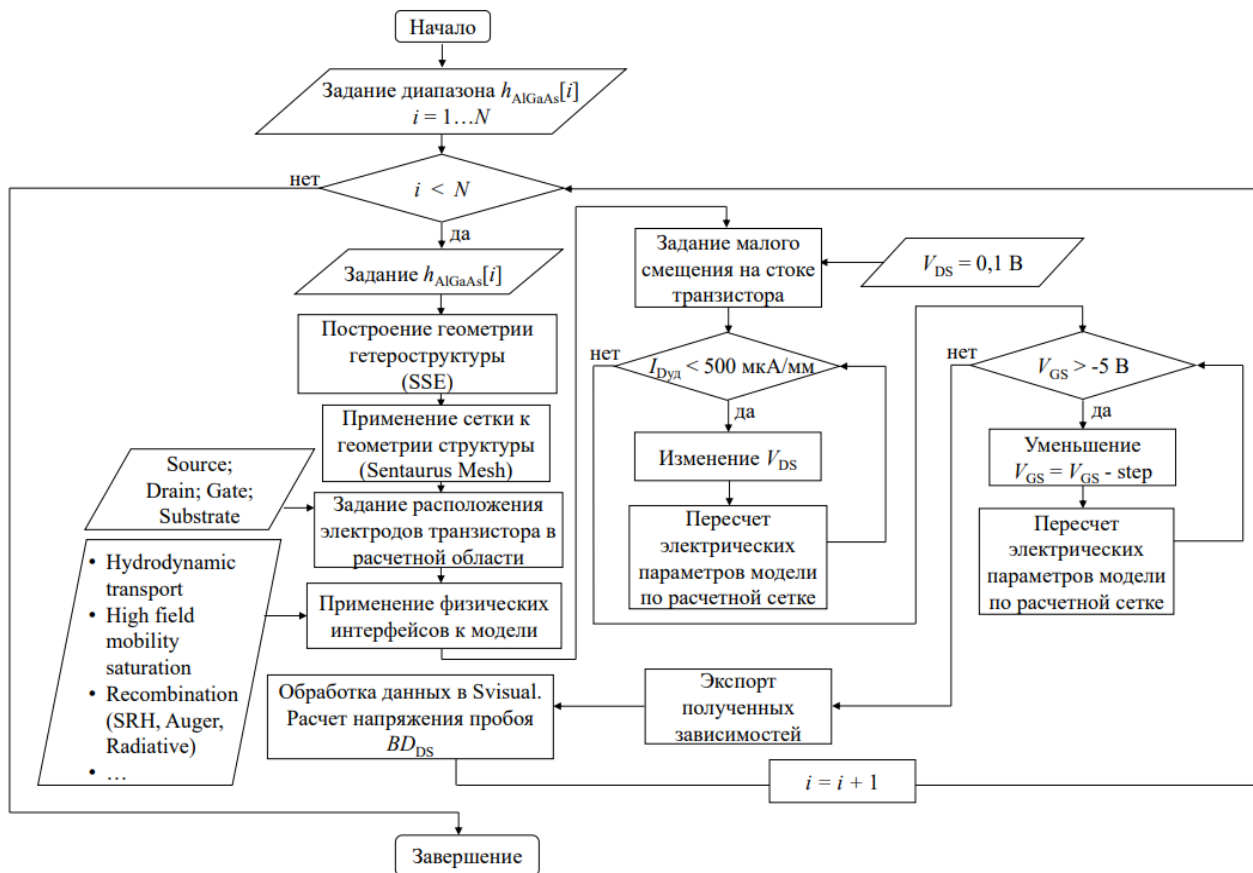 Начало
Задание диапазона hAlGaAs[i]
i = 1…N
нет
i < N
да
Задание hAlGaAs[i]
Построение геометрии
гетероструктуры
(SSE)
Применение сетки к
геометрии структуры
(Sentaurus Mesh)
Source;
Drain; Gate;
Substrate
Задание расположения
электродов транзистора в
расчетной области
• Hydrodynamic
transport
• High field
mobility
saturation
• Recombination
(SRH, Auger,
Radiative)
• …
Применение физических
интерфейсов к модели
Задание малого
смещения на стоке
транзистора
VDS = 0,1 В
нет
IDуд < 500 мкА/мм
да
Изменение VDS
Пересчет
электрических
параметров модели
по расчетной сетке
нет
VGS > -5 В
да
Уменьшение
VGS = VGS - step
Пересчет
электрических
параметров модели
по расчетной сетке
Экспорт
полученных
зависимостей
Обработка данных в Svisual.
Расчет напряжения пробоя
BDDS
i = i + 1
Завершение